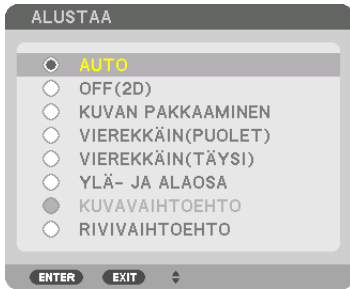 ALUSTAA
AUTO
OFF(2D)
KUVAN PAKKAAMINEN
VIEREKKÄIN(PUOLET)
VIEREKKÄIN(TÄYSI)
YLÄ- JA ALAOSA
KUVAVAIHTOEHTO
RIVIVAIHTOEHTO
ENTER EXIT